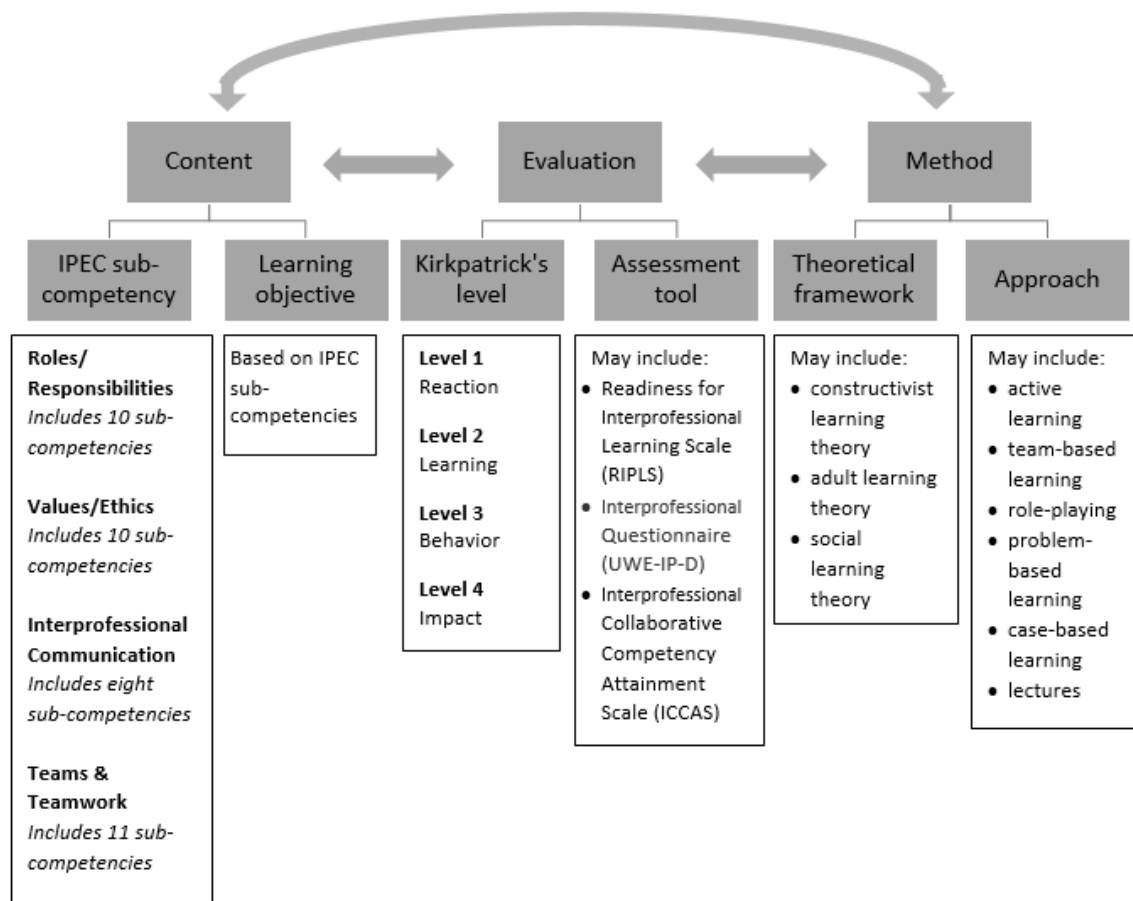 Content
Evaluation
Method
IPEC sub-
competency
Learning
objective
Kirkpatrick's
level
Assessment
tool
Theoretical
framework
Approach
Roles/
Responsibilities
Includes 10 sub-
competencies
Values/Ethics
Includes 10 sub-
competencies
Interprofessional
Communication
Includes eight
sub-competencies
Teams &
Teamwork
Includes 11 sub-
competencies
Based on IPEC
sub-
competencies
Level 1
Reaction
Level 2
Learning
Level 3
Behavior
Level 4
Impact
May include:
• Readiness for
Interprofessional
Learning Scale
(RIPLS)
• Interprofessional
Questionnaire
(UWE-IP-D)
• Interprofessional
Collaborative
Competency
Attainment
Scale (ICCAS)
May include:
• constructivist
learning
theory
• adult learning
theory
• social
learning
theory
May include:
• active
learning
• team-based
learning
• role-playing
• problem-
based
learning
• case-based
learning
• lectures